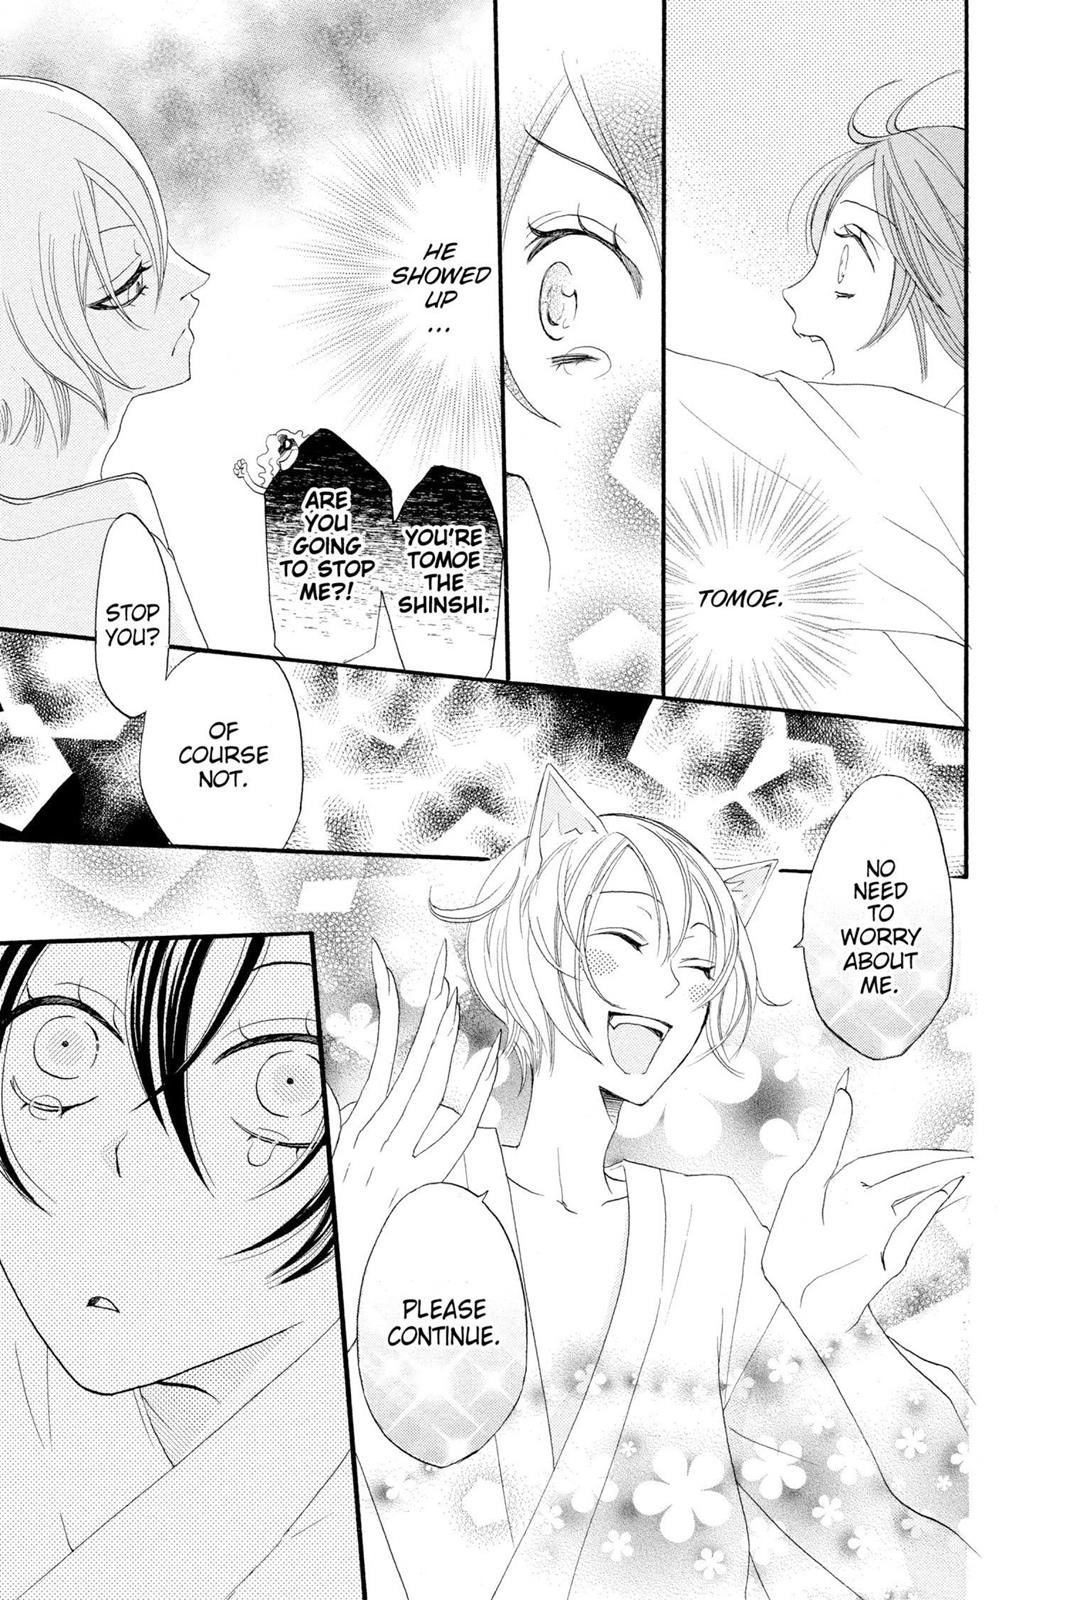 TOMOE.
HE
SHOWED
UP
...
YOU'RE
TOMOE
THE
SHINSHI.
ARE
YOU
GOING
TO STOP
ME?!
STOP
YOU?
OF
COURSE
NOT.
NO
NEED
TO
WORRY
ABOUT
ME.
PLEASE
CONTINUE.